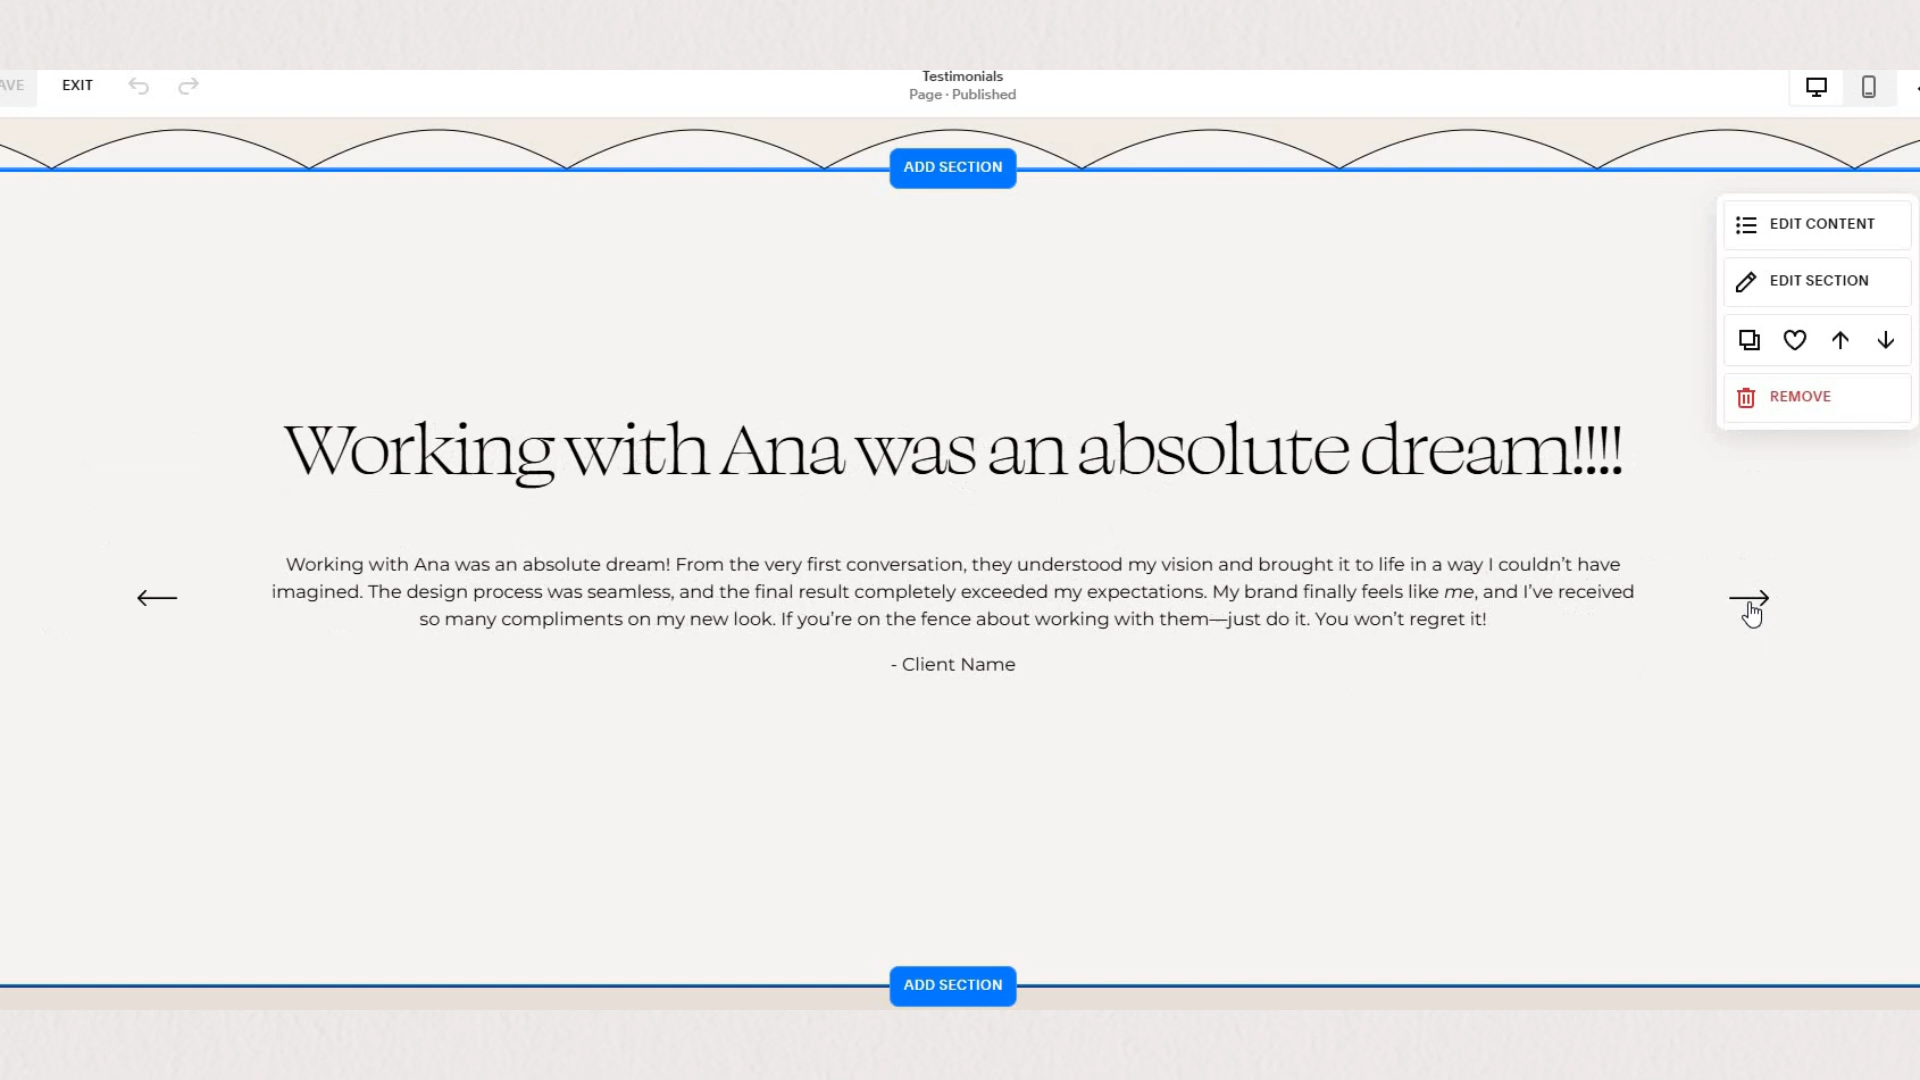 AVE
EXIT
Testimonials
Page · Published
ADD SECTION
EDIT CONTENT
EDIT SECTION
REMOVE
Working with Ana was an absolute dream!!!!
Working with Ana was an absolute dream! From the very first conversation, they understood my vision and brought it to life in a way I couldn’t have
imagined. The design process was seamless, and the final result completely exceeded my expectations. My brand finally feels like me, and I’ve received
so many compliments on my new look. If you’re on the fence about working with them—just do it. You won’t regret it!
- Client Name
ADD SECTION